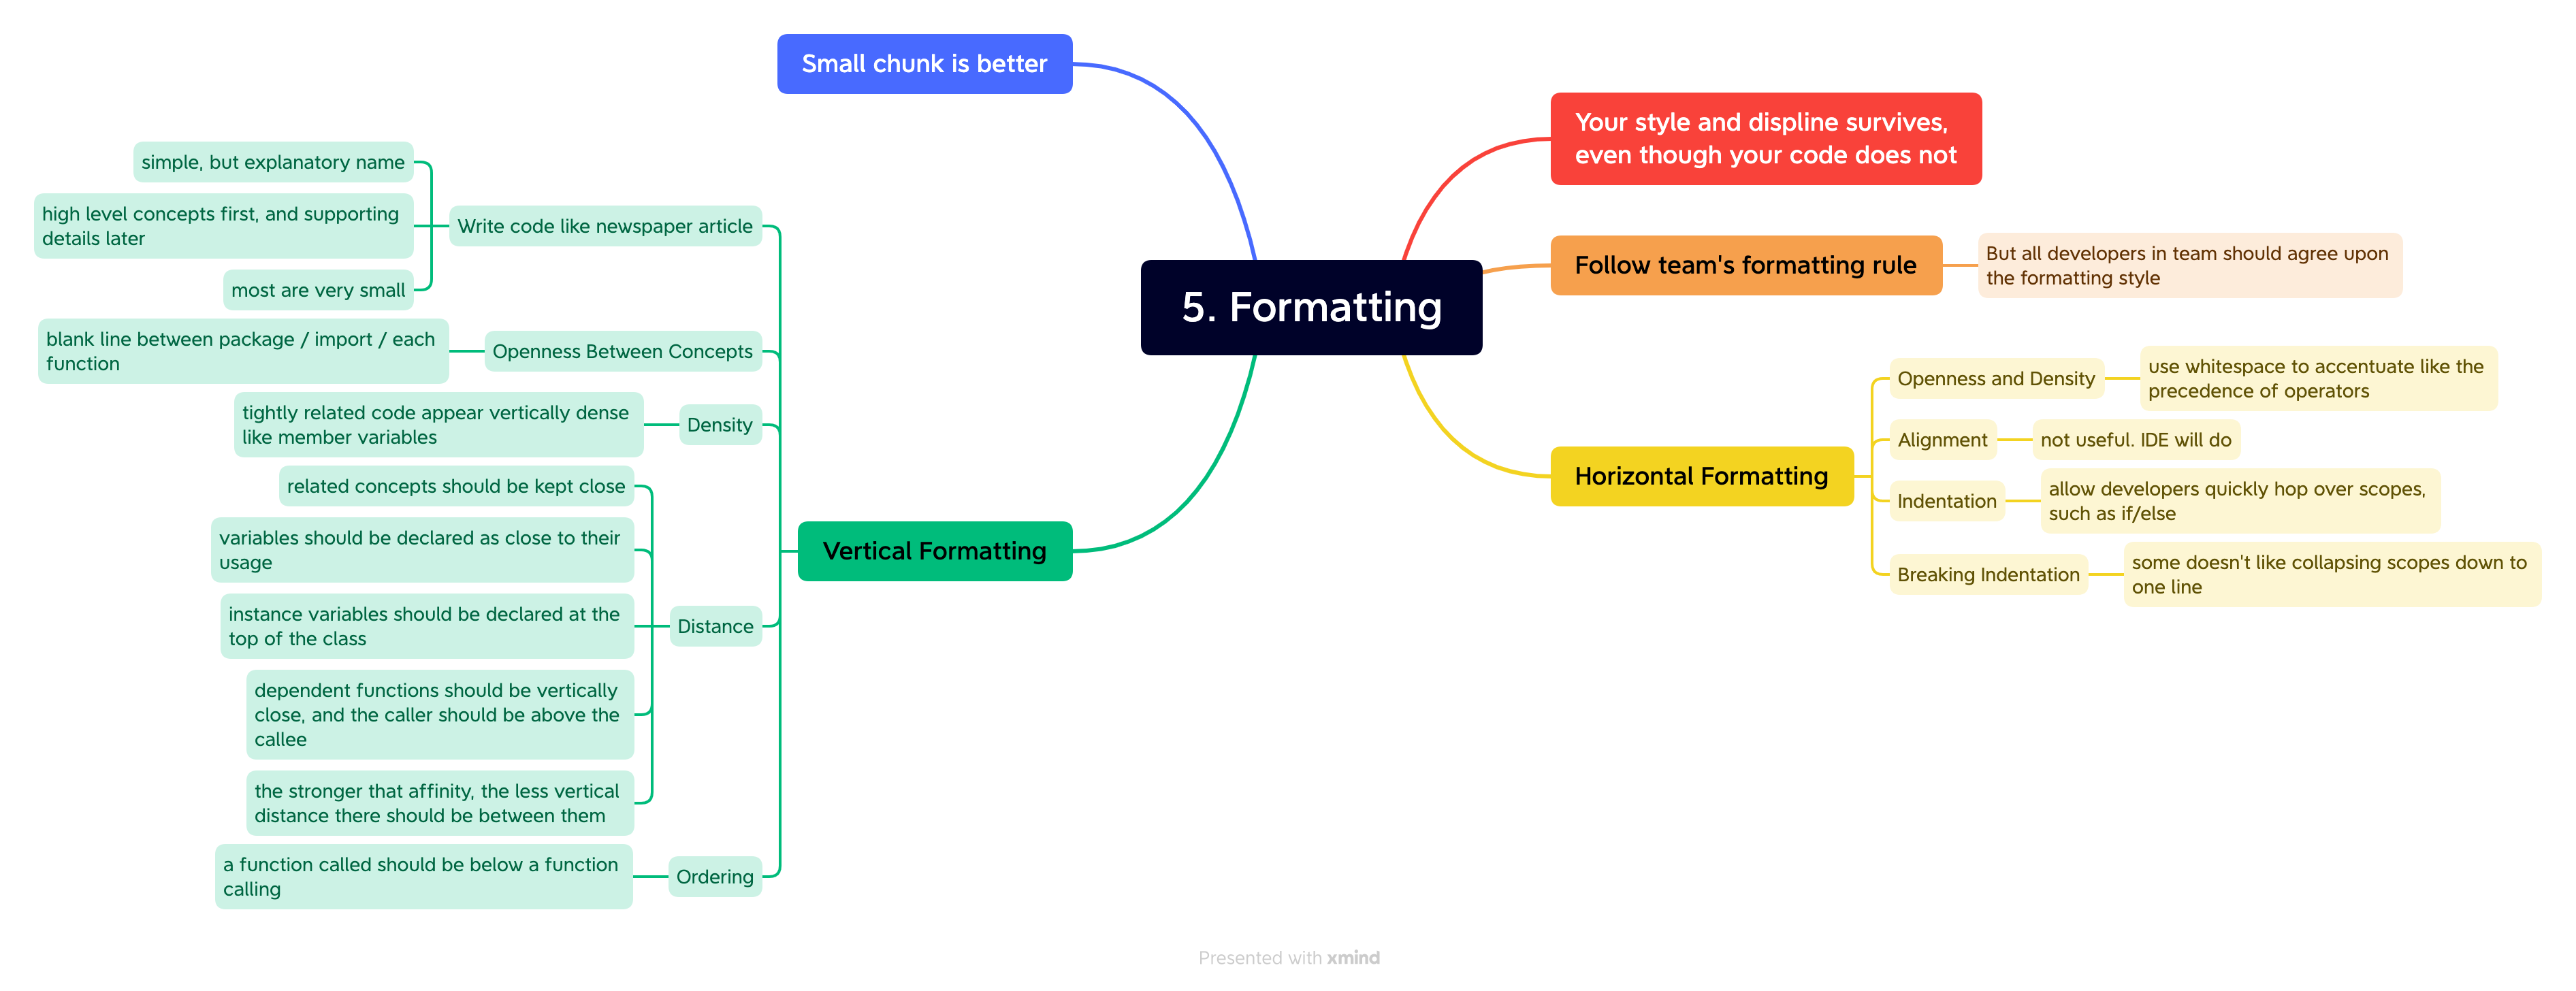 5. Formatting
Your style and displine survives,
even though your code does not
Follow team's formatting rule
But all developers in team should agree upon
the formatting style
Horizontal Formatting
Openness and Density
use whitespace to accentuate like the
precedence of operators
Alignment
not useful. IDE will do
Indentation
allow developers quickly hop over scopes,
such as if/else
Breaking Indentation
some doesn't like collapsing scopes down to
one line
Small chunk is better
Vertical Formatting
Write code like newspaper article
simple, but explanatory name
high level concepts first, and supporting
details later
most are very small
Openness Between Concepts
blank line between package / import / each
function
Density
tightly related code appear vertically dense
like member variables
Distance
related concepts should be kept close
variables should be declared as close to their
usage
instance variables should be declared at the
top of the class
dependent functions should be vertically
close, and the caller should be above the
callee
the stronger that affinity, the less vertical
distance there should be between them
Ordering
a function called should be below a function
calling
Presented with xmind